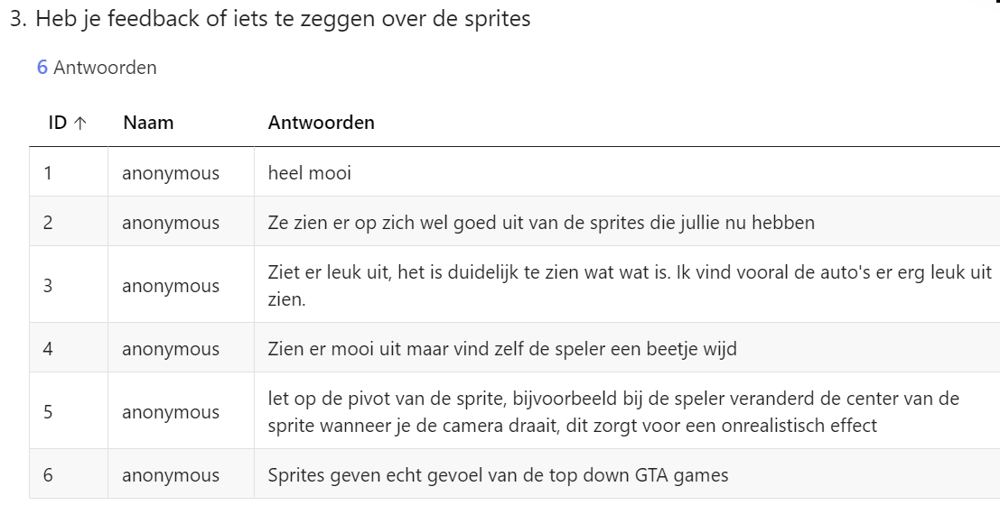 3. Heb je feedback of iets te zeggen over de sprites
6 Antwoorden
ID ↑ Naam Antwoorden
1 anonymous heel mooi
2 anonymous Ze zien er op zich wel goed uit van de sprites die jullie nu hebben
3 anonymous Ziet er leuk uit, het is duidelijk te zien wat wat is. Ik vind vooral de auto's er erg leuk uit
zien.
4 anonymous Zien er mooi uit maar vind zelf de speler een beetje wijd
5 anonymous let op de pivot van de sprite, bijvoorbeeld bij de speler veranderd de center van de
sprite wanneer je de camera draait, dit zorgt voor een onrealistisch effect
6 anonymous Sprites geven echt gevoel van de top down GTA games